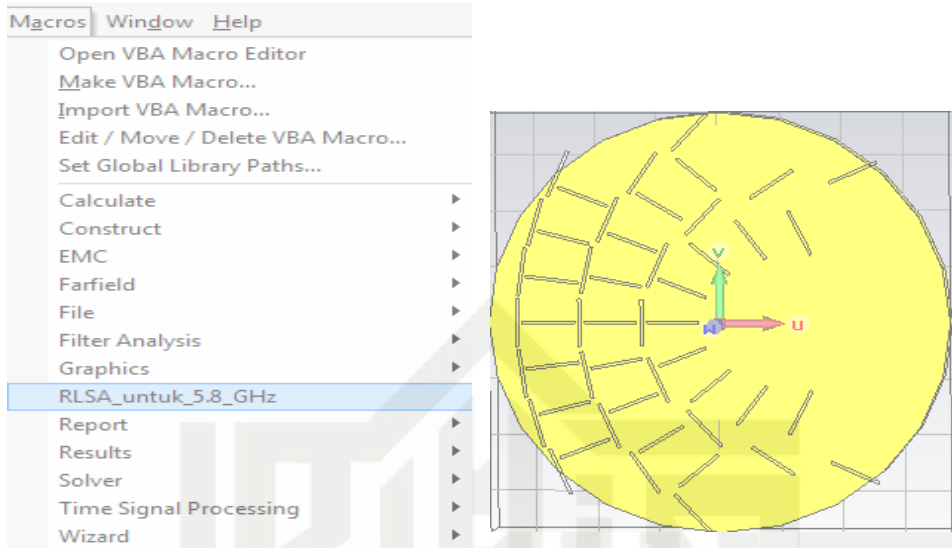 Macros Window Help
Open VBA Macro Editor
Make VBA Macro...
Import VBA Macro...
Edit / Move / Delete VBA Macro...
Set Global Library Paths...
Calculate
Construct
EMC
Farfield
File
Filter Analysis
Graphics
RLSA_untuk_5.8_GHz
Report
Results
Solver
Time Signal Processing
Wizard
v
w u